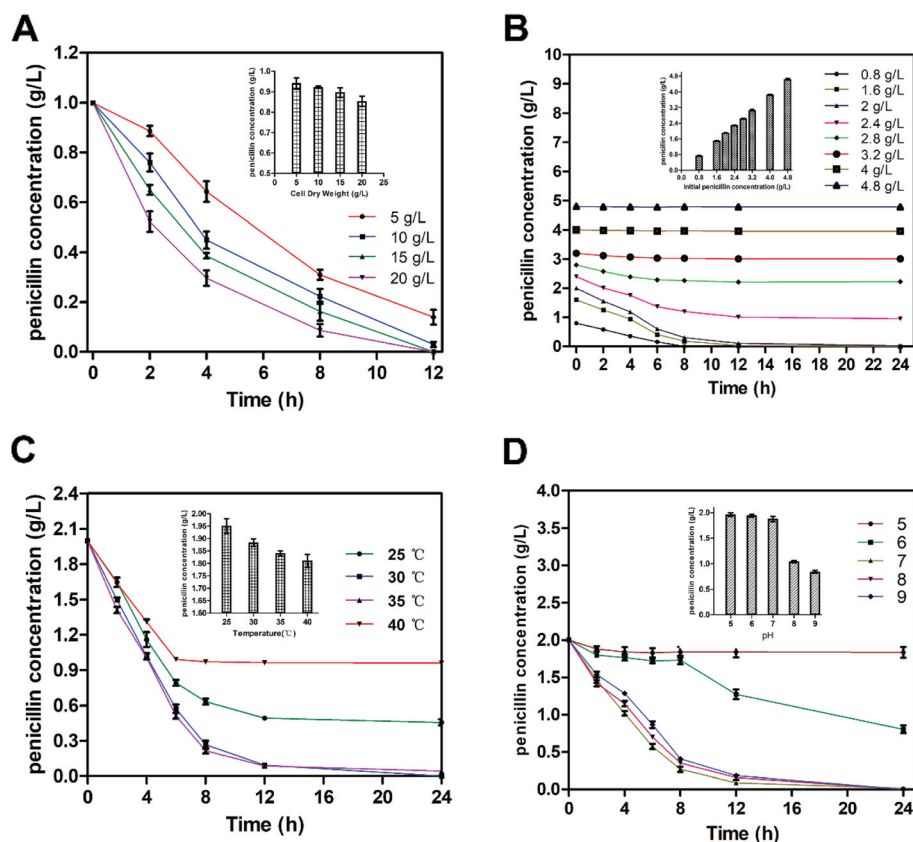 A
penicillin concentration (g/L)
1.2
1.0
0.8
0.6
0.4
0.2
0.0
0 2 4 6 8 10 12
Time (h)
penicillin concentration (g/L)
1.0
0.9
0.8
0.7
0.6
0.5
0 5 10 15 20 25
Cell Dry Weight (g/L)
5 g/L
10 g/L
15 g/L
20 g/L
B
penicillin concentration (g/L)
10
9
8
7
6
5
4
3
2
1
0
0 2 4 6 8 10 12 14 16 18 20 22 24
Time (h)
penicillin concentration (g/L)
4.8
4.0
3.2
2.4
1.6
0.8
0.0 0.8 1.6 2.4 3.2 4.0 4.8
Initial penicillin concentration (g/L)
0.8 g/L
1.6 g/L
2 g/L
2.4 g/L
2.8 g/L
3.2 g/L
4 g/L
4.8 g/L
C
penicillin concentration (g/L)
2.4
2.1
1.8
1.5
1.2
0.9
0.6
0.3
0.0
0 4 8 12 16 20 24
Time (h)
penicillin concentration (g/L)
2.00
1.95
1.90
1.85
1.80
1.75
1.70
1.65
1.60
25 30 35 40
Temperature(℃)
25 ℃
30 ℃
35 ℃
40 ℃
D
penicillin concentration (g/L)
4.0
3.5
3.0
2.5
2.0
1.5
1.0
0.5
0.0
0 4 8 12 16 20 24
Time (h)
penicillin concentration (g/L)
2.0
1.5
1.0
0.5
0.0
5 6 7 8 9
pH
5
6
7
8
9